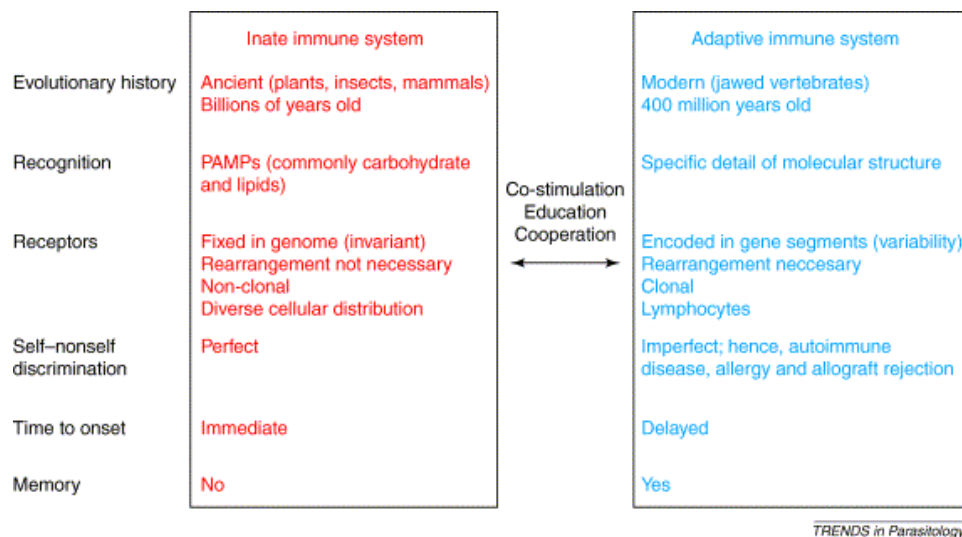 Inate immune system
Adaptive immune system
Evolutionary history
Ancient (plants, insects, mammals)
Billions of years old
Modern (jawed vertebrates)
400 million years old
Recognition
PAMPs (commonly carbohydrate
and lipids)
Specific detail of molecular structure
Co-stimulation
Education
Cooperation
Receptors
Fixed in genome (invariant)
Rearrangement not necessary
Non-clonal
Diverse cellular distribution
Encoded in gene segments (variability)
Rearrangement neccesary
Clonal
Lymphocytes
Self–nonself
discrimination
Perfect
Imperfect; hence, autoimmune
disease, allergy and allograft rejection
Time to onset
Immediate
Delayed
Memory
No
Yes
TRENDS in Parasitology